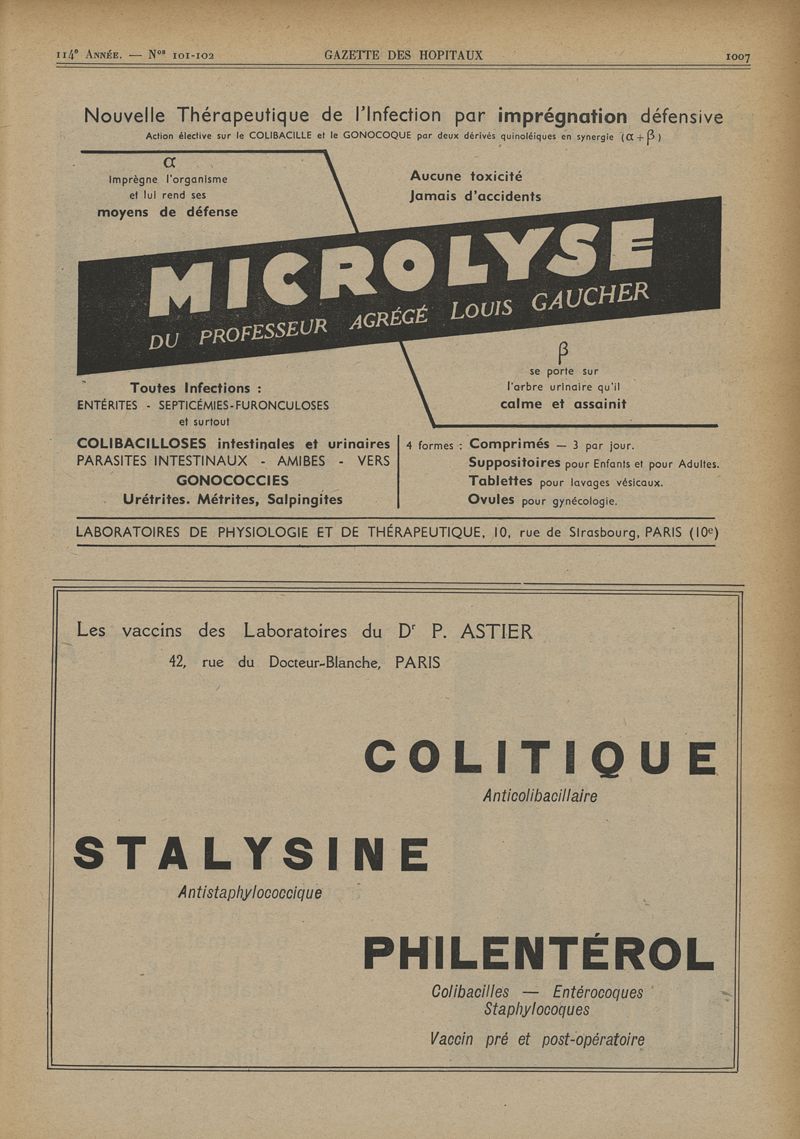 114e ANNÉE. — Nos 101-102 GAZETTE DES HOPITAUX 1007
Nouvelle Thérapeutique de l'Infection par imprégnation défensive
Action élective sur le COLIBACILLE et le GONOCOQUE par deux dérivés quinoléiques en synergie (α + β)
α
Imprègne l'organisme
et lui rend ses
moyens de défense
Aucune toxicité
Jamais d'accidents
MICROLYSE
DU PROFESSEUR AGRÉGÉ LOUIS GAUCHER
β
se porte sur
l'arbre urinaire qu'il
calme et assainit
Toutes Infections :
ENTÉRITES - SEPTICÉMIES-FURONCULOSES
et surtout
COLIBACILLOSES intestinales et urinaires
PARASITES INTESTINAUX - AMIBES - VERS
GONOCOCCIES
Urétrites. Métrites, Salpingites
4 formes : Comprimés — 3 par jour.
Suppositoires pour Enfants et pour Adultes.
Tablettes pour lavages vésicaux.
Ovules pour gynécologie.
LABORATOIRES DE PHYSIOLOGIE ET DE THÉRAPEUTIQUE, 10, rue de Strasbourg, PARIS (10e)
Les vaccins des Laboratoires du Dr P. ASTIER
42, rue du Docteur-Blanche, PARIS
COLITIQUE
Anticolibacillaire
STALYSINE
Antistaphylococcique
PHILENTÉROL
Colibacilles — Entérocoques
Staphylocoques
Vaccin pré et post-opératoire